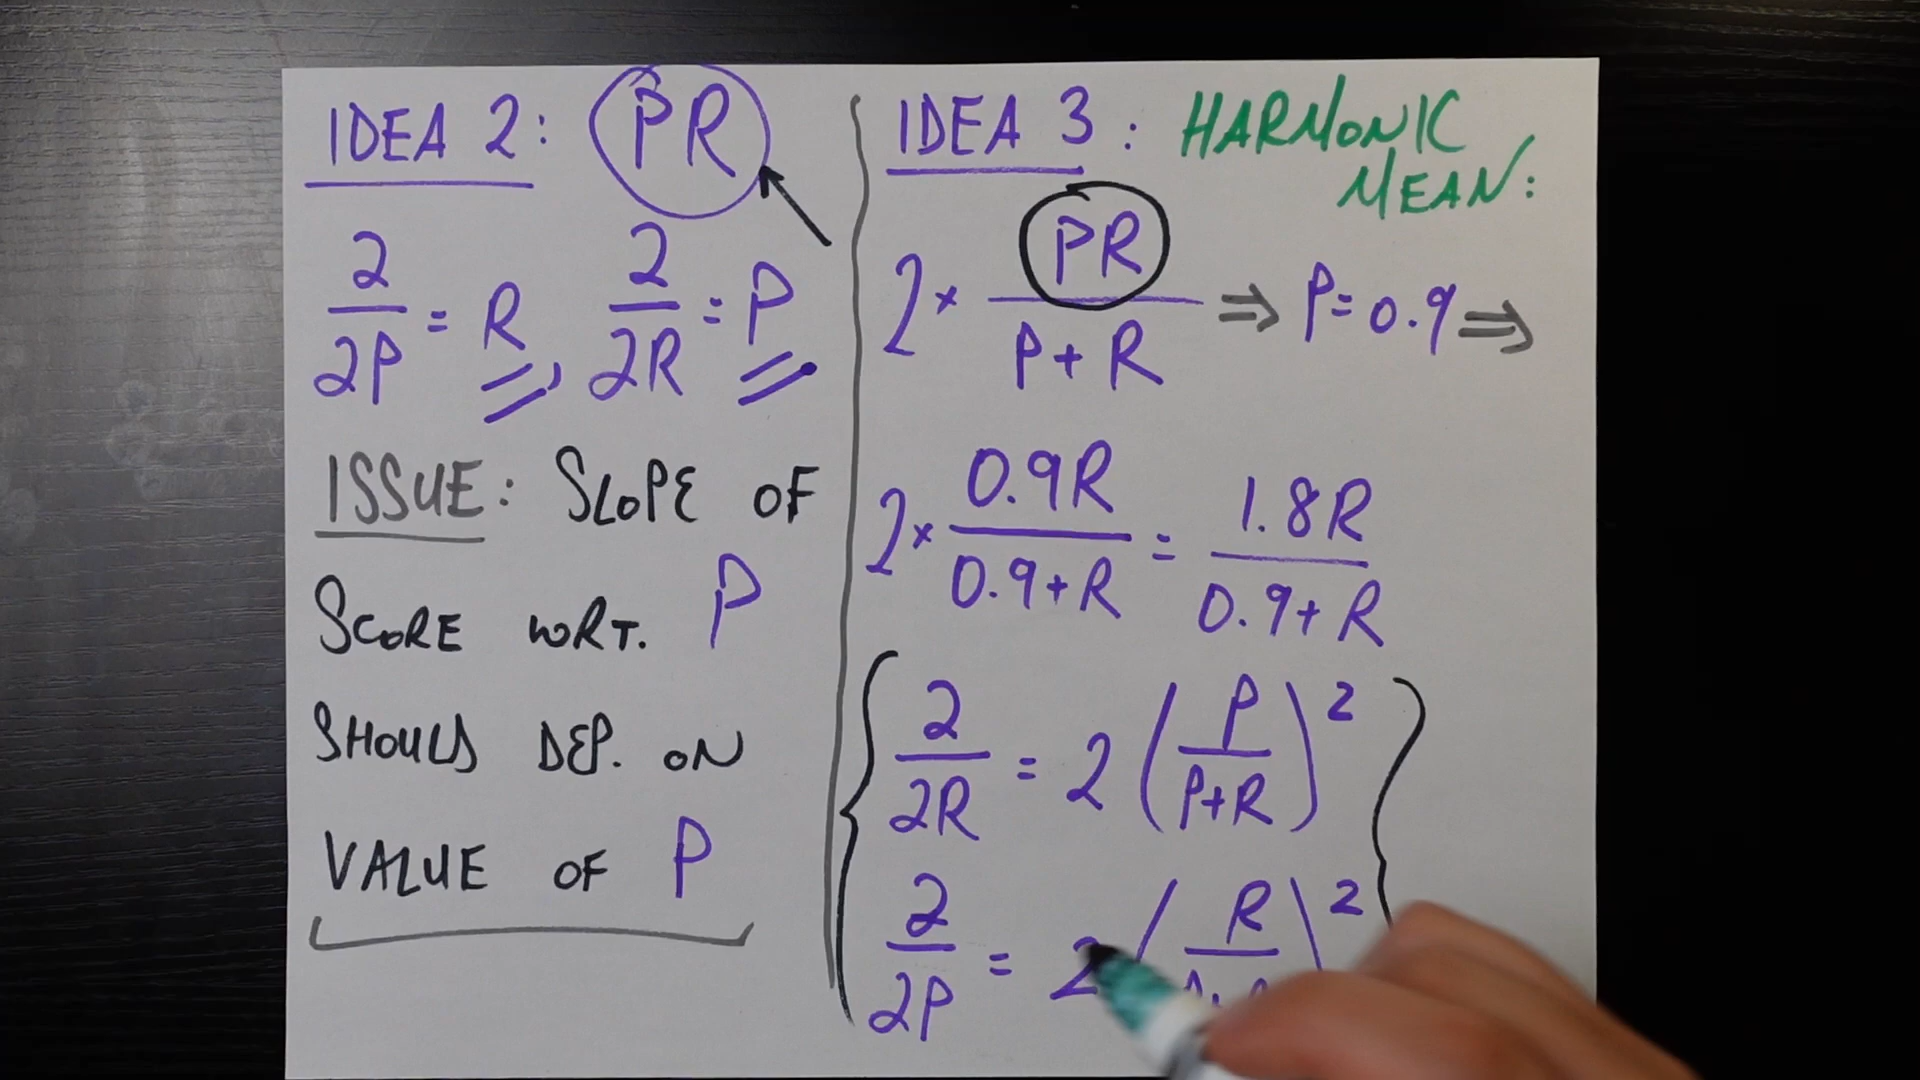 IDEA 2: PR
2/2P = R, 2/2R = P
ISSUE: SLOPE OF
SCORE WRT. P
SHOULD DEP. ON
VALUE OF P
IDEA 3: HARMONIC
MEAN:
2 × PR/(P+R) ⇒ P = 0.9 ⇒
2 × 0.9R/(0.9+R) = 1.8R/(0.9+R)
{ 2/2R = 2 (P/(P+R))² }
2/2P = 2 (R/